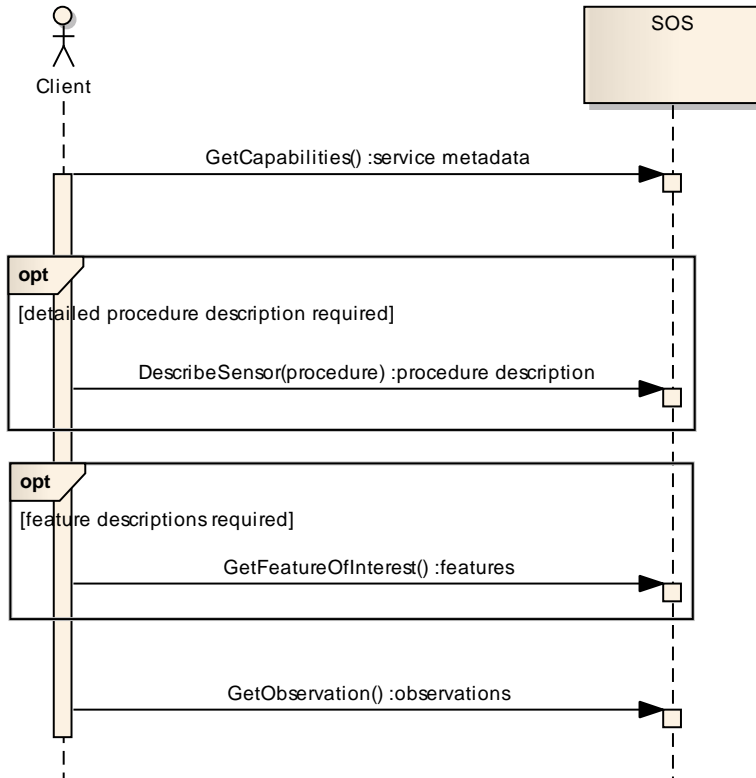 SOS
Client
GetCapabilities() :service metadata
opt
[detailed procedure description required]
DescribeSensor(procedure) :procedure description
opt
[feature descriptions required]
GetFeatureOfInterest() :features
GetObservation() :observations